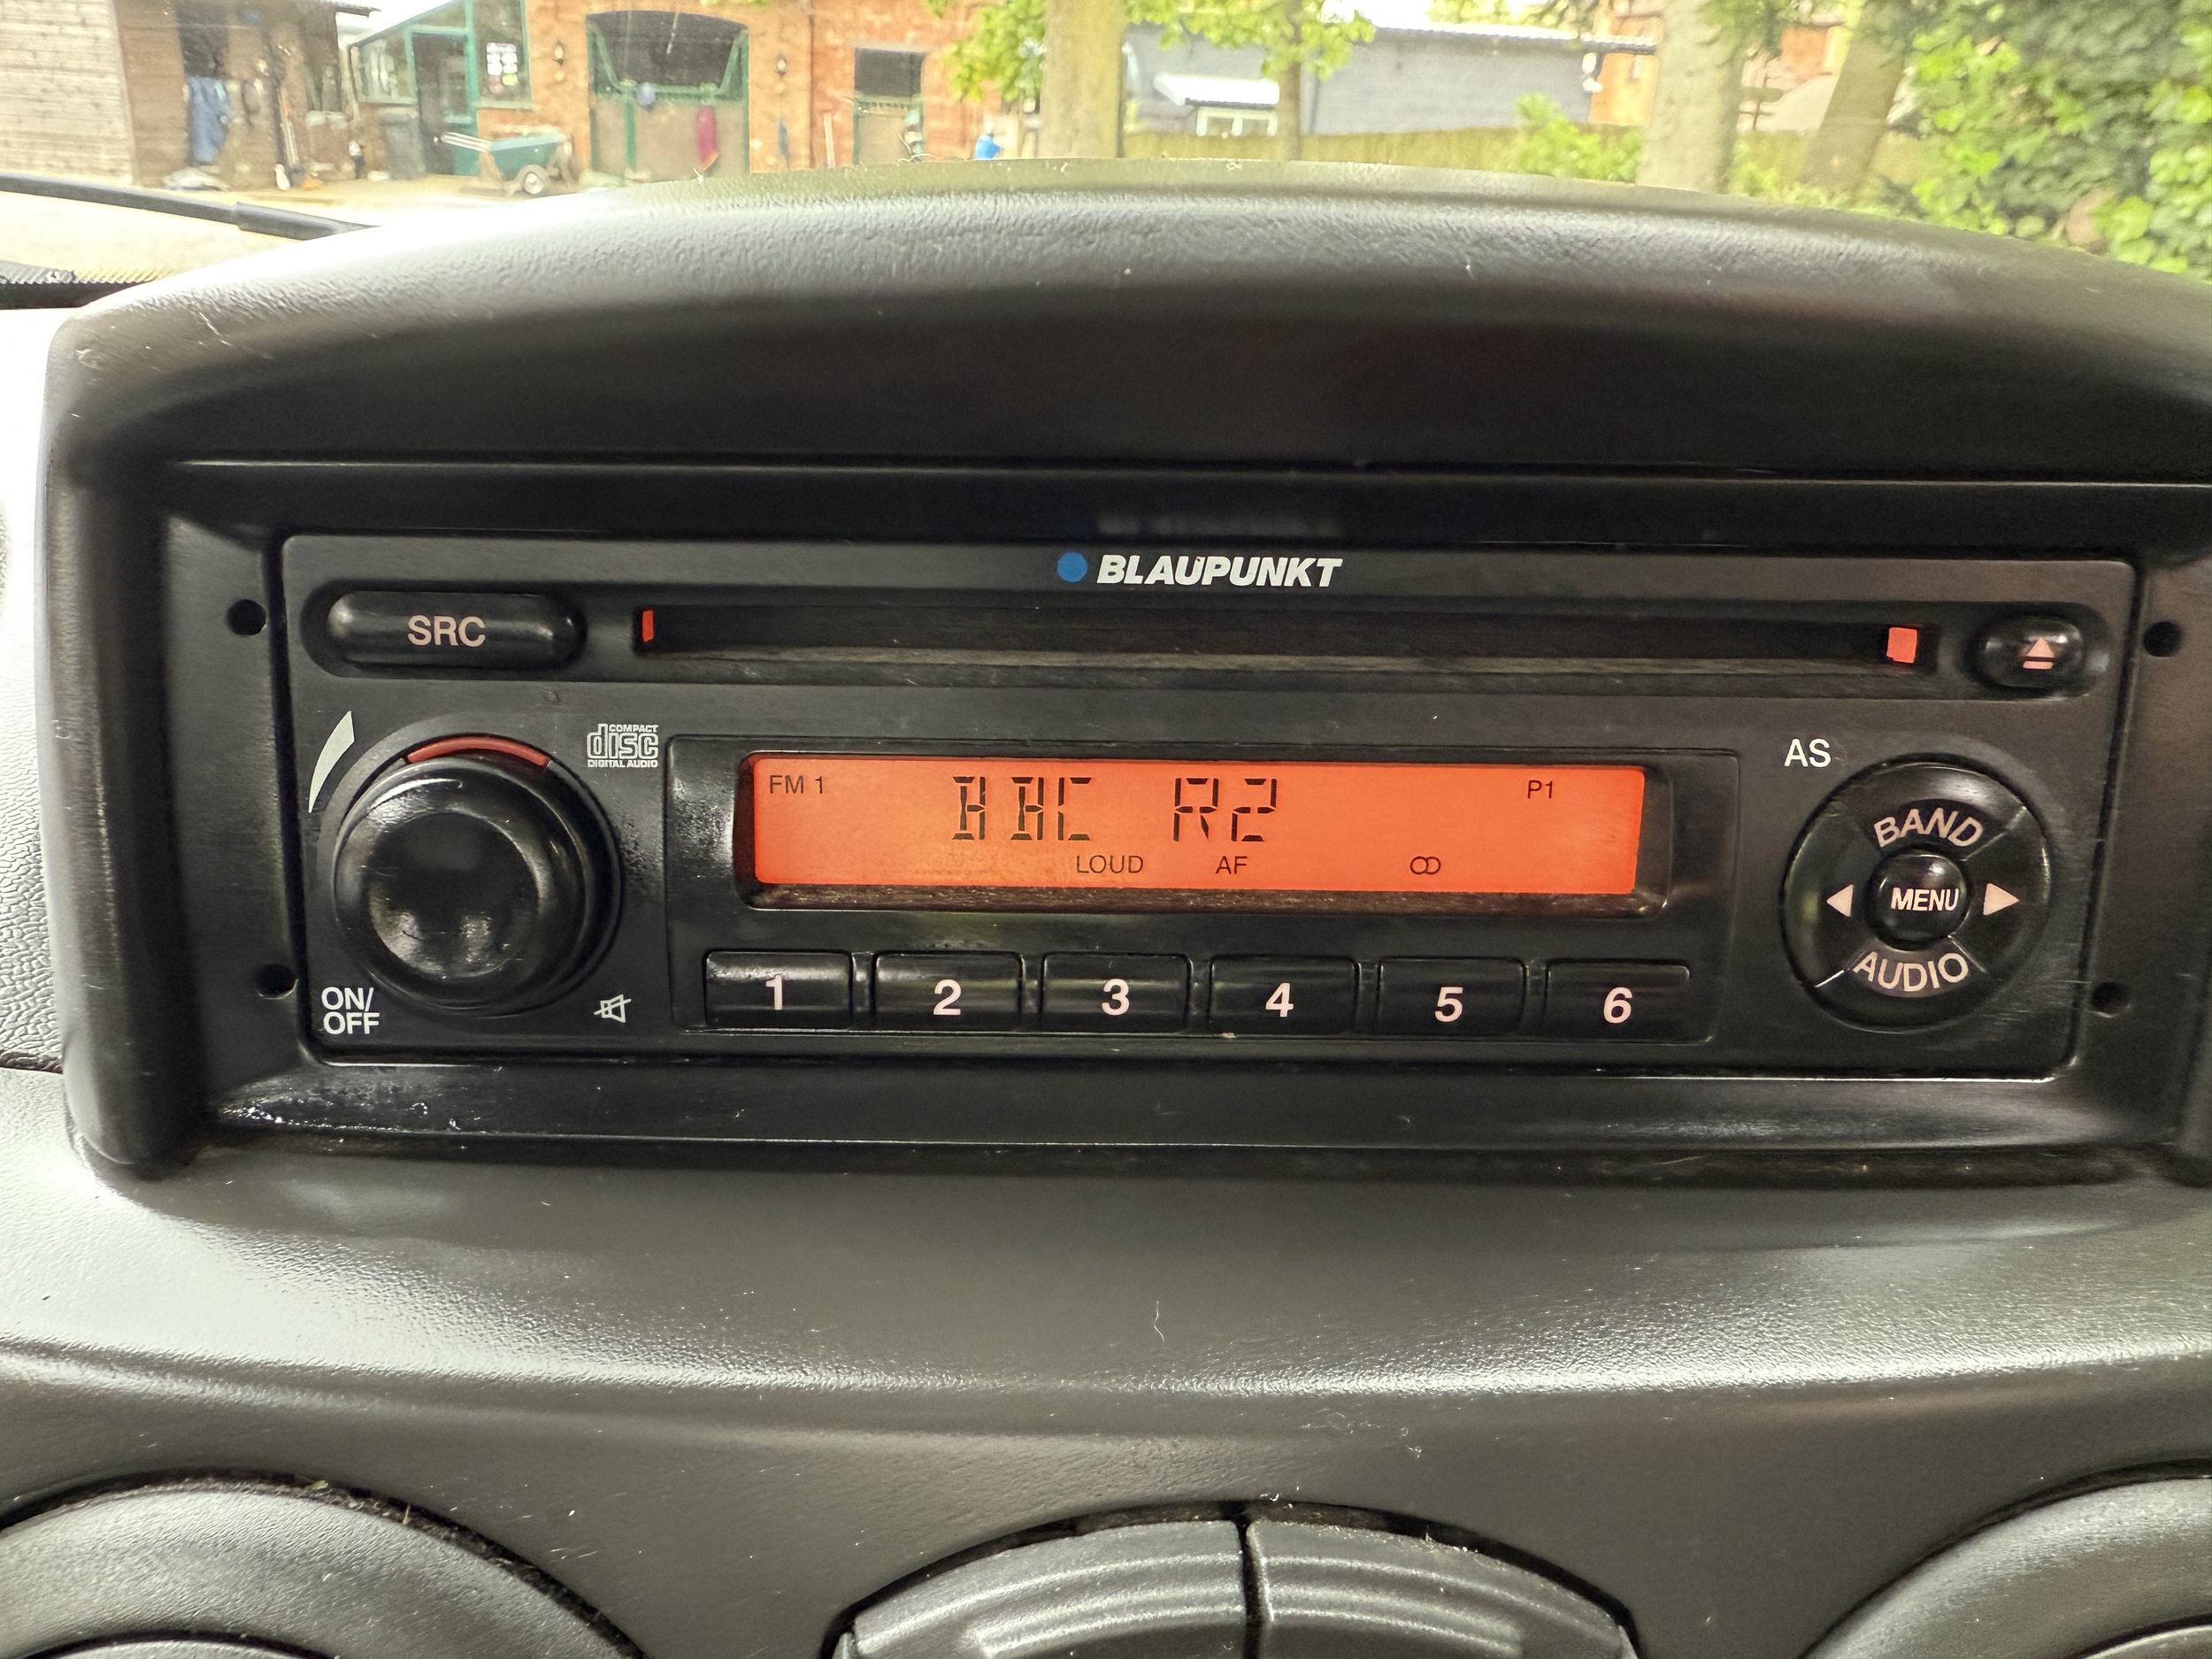 BLAUPUNKT
SRC
COMPACT
disc
DIGITAL AUDIO
AS
FM 1 BBC R2 P1
LOUD AF
BAND
MENU
AUDIO
ON/
OFF
1 2 3 4 5 6